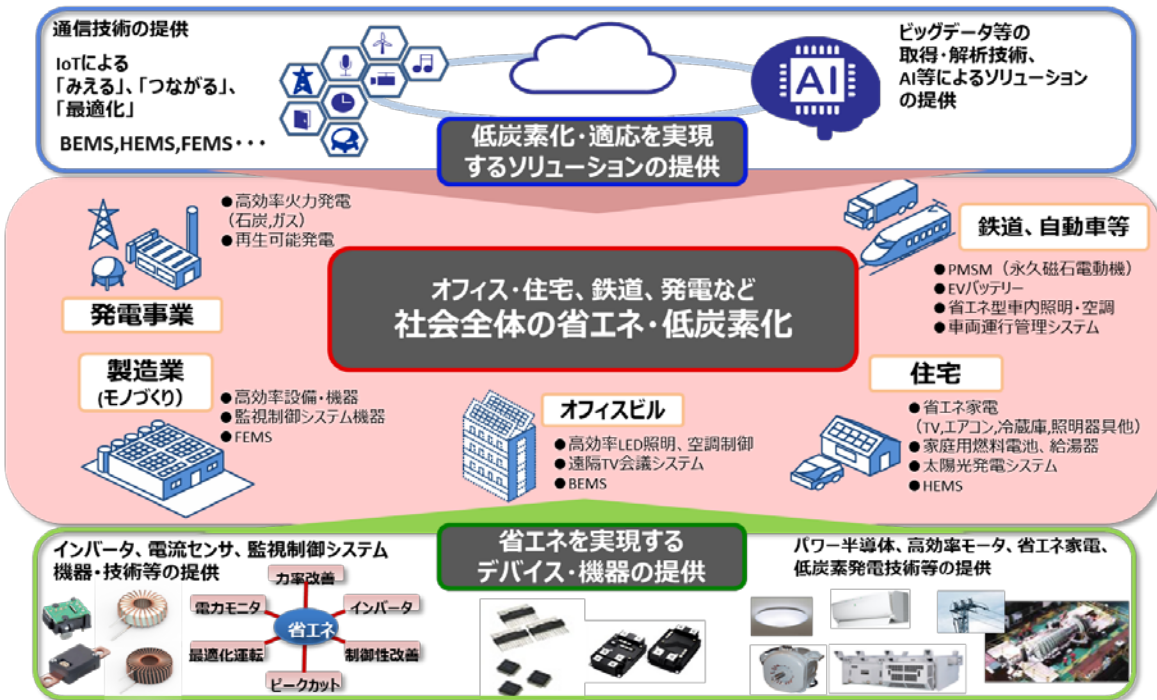 通信技術の提供
IoTによる
「みえる」、「つながる」、
「最適化」
BEMS,HEMS,FEMS・・・
AI
ビッグデータ等の
取得・解析技術、
AI等によるソリューション
の提供
低炭素化・適応を実現
するソリューションの提供
●高効率火力発電
（石炭,ガス）
●再生可能発電
発電事業
オフィス・住宅、鉄道、発電など
社会全体の省エネ・低炭素化
鉄道、自動車等
●PMSM（永久磁石電動機）
●EVバッテリー
●省エネ型車内照明・空調
●車両運行管理システム
製造業
(モノづくり)
●高効率設備・機器
●監視制御システム機器
●FEMS
オフィスビル
●高効率LED照明、空調制御
●遠隔TV会議システム
●BEMS
住宅
●省エネ家電
（TV,エアコン,冷蔵庫,照明器具他）
●家庭用燃料電池、給湯器
●太陽光発電システム
●HEMS
省エネを実現する
デバイス・機器の提供
インバータ、電流センサ、監視制御システム
機器・技術等の提供
力率改善
電力モニタ
インバータ
省エネ
最適化運転
制御性改善
ピークカット
パワー半導体、高効率モータ、省エネ家電、
低炭素発電技術等の提供